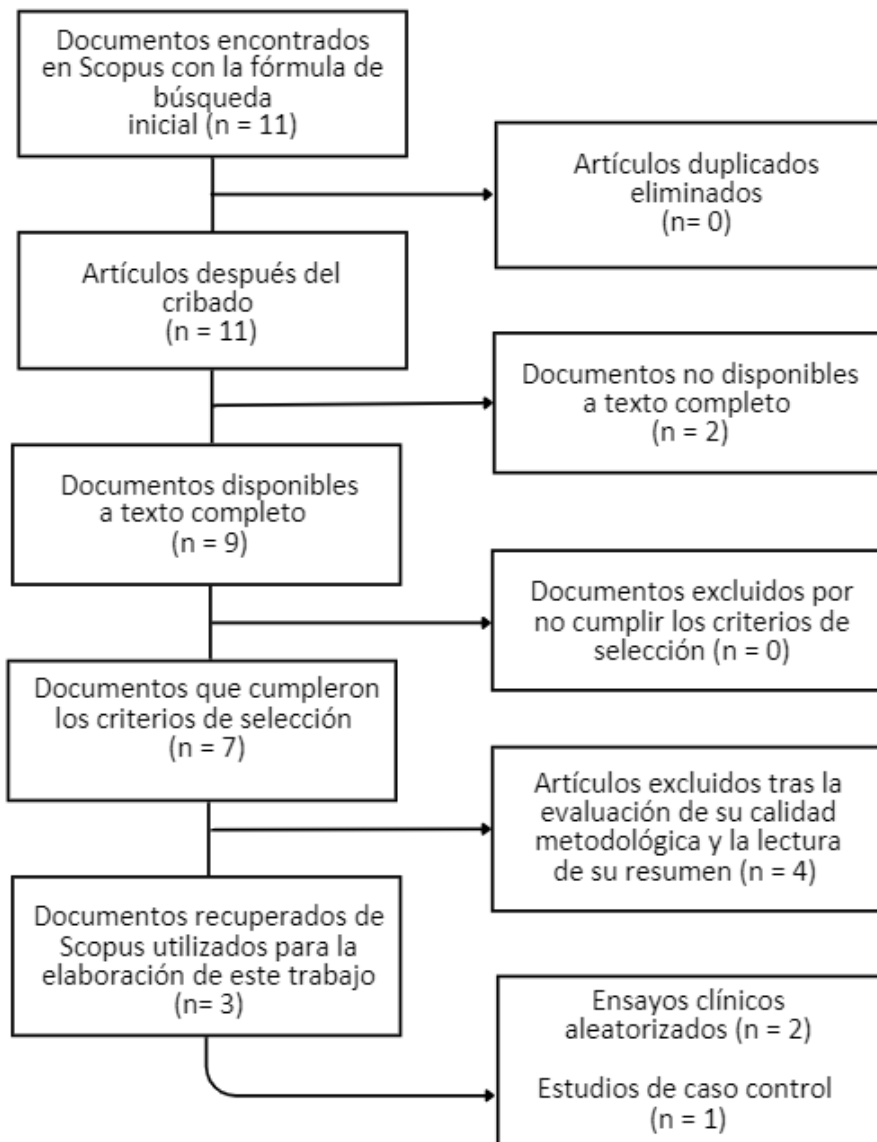 Documentos encontrados
en Scopus con la fórmula de
búsqueda
inicial (n = 11)
Artículos duplicados
eliminados
(n= 0)
Artículos después del
cribado
(n = 11)
Documentos no disponibles
a texto completo
(n = 2)
Documentos disponibles
a texto completo
(n = 9)
Documentos excluidos por
no cumplir los criterios de
selección (n = 0)
Documentos que cumpleron
los criterios de selección
(n = 7)
Artículos excluidos tras la
evaluación de su calidad
metodológica y la lectura
de su resumen (n = 4)
Documentos recuperados de
Scopus utilizados para la
elaboración de este trabajo
(n= 3)
Ensayos clínicos
aleatorizados (n = 2)
Estudios de caso control
(n = 1)